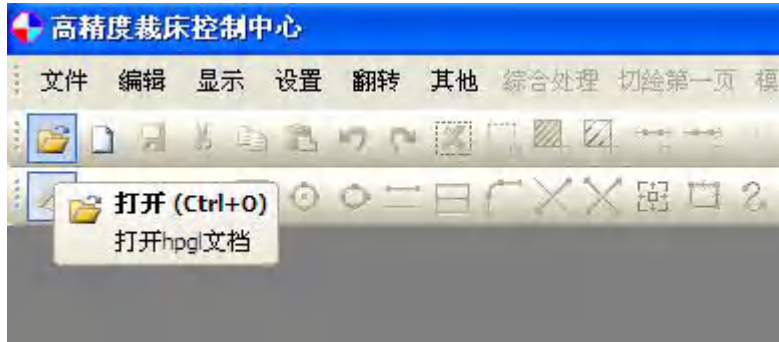 高精度裁床控制中心
文件 编辑 显示 设置 翻转 其他 综合处理 切绘第一页 模
打开 (Ctrl+O)
打开hpgl文档